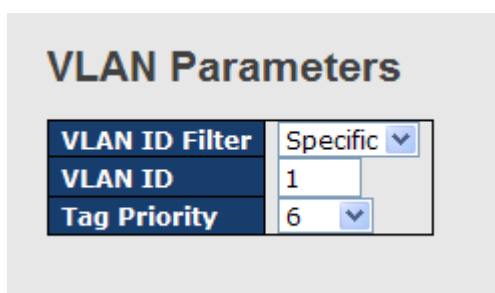 VLAN Parameters
VLAN ID Filter Specific
VLAN ID 1
Tag Priority 6